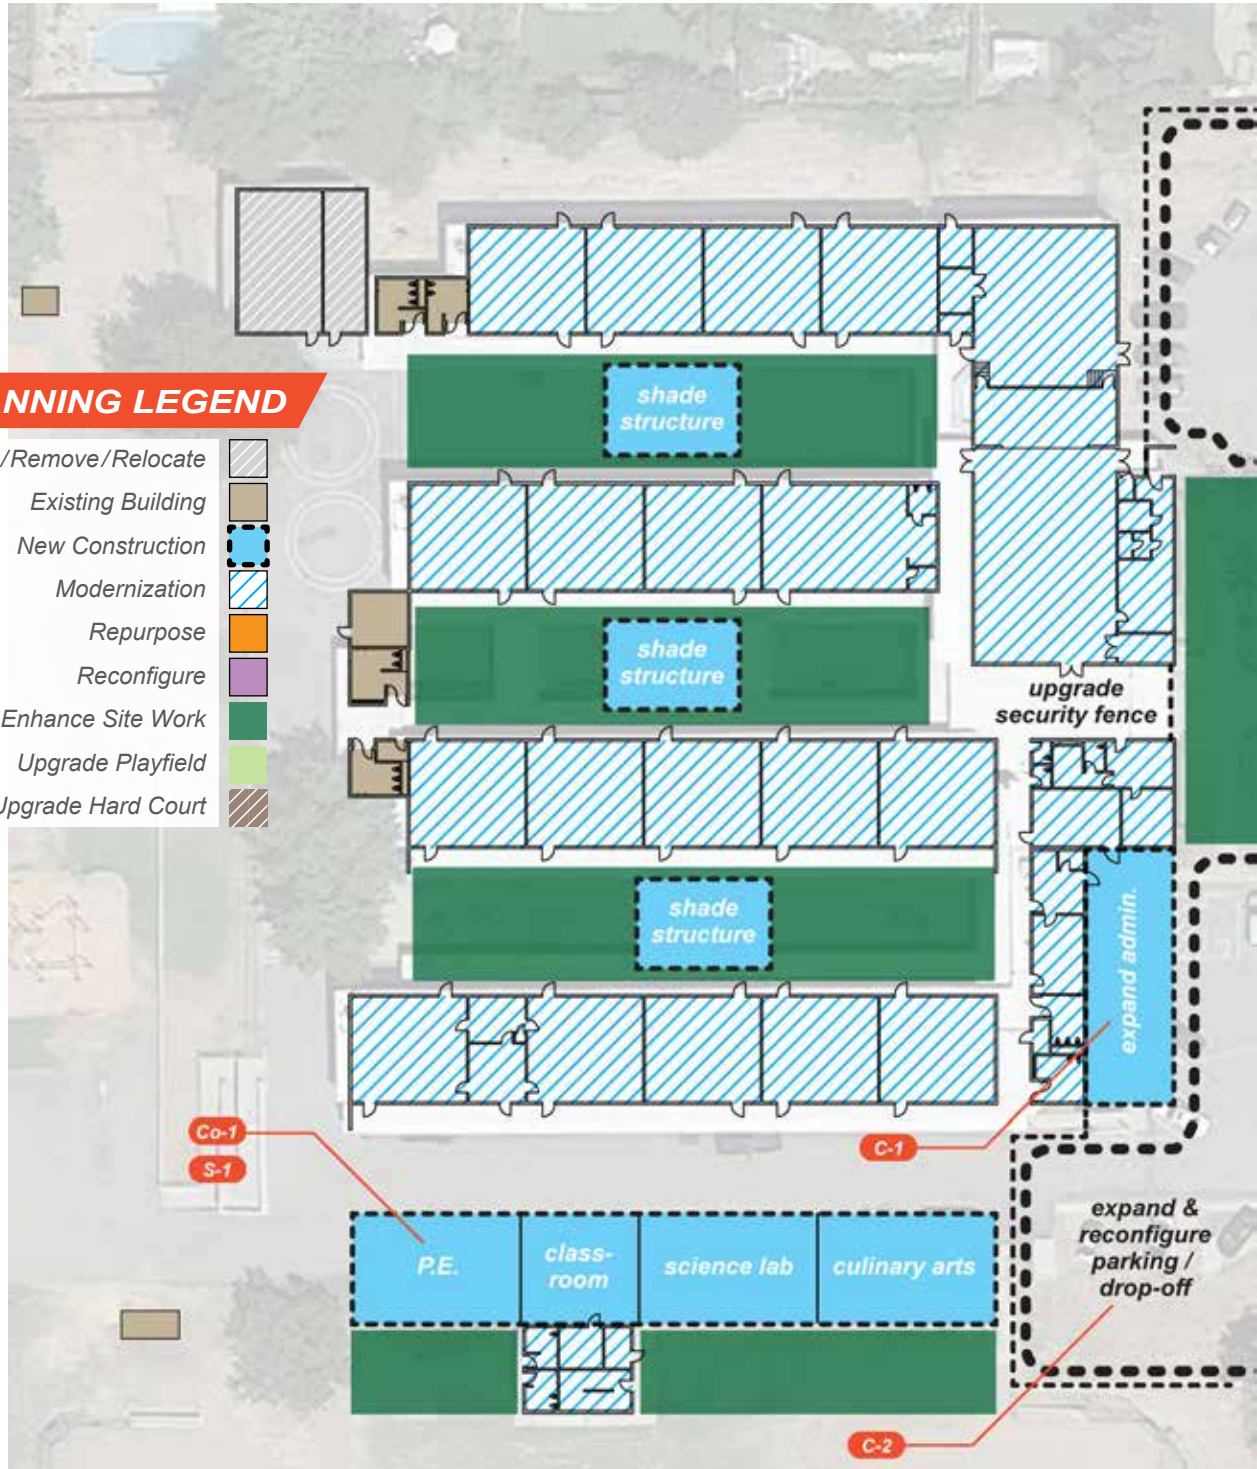 shade
structure
NNING LEGEND
/Remove/Relocate
Existing Building
New Construction
Modernization
Repurpose
Reconfigure
Enhance Site Work
Upgrade Playfield
Upgrade Hard Court
shade
structure
upgrade
security fence
shade
structure
expand admin.
Co-1
S-1
C-1
P.E.
class-
room
science lab
culinary arts
expand &
reconfigure
parking /
drop-off
C-2